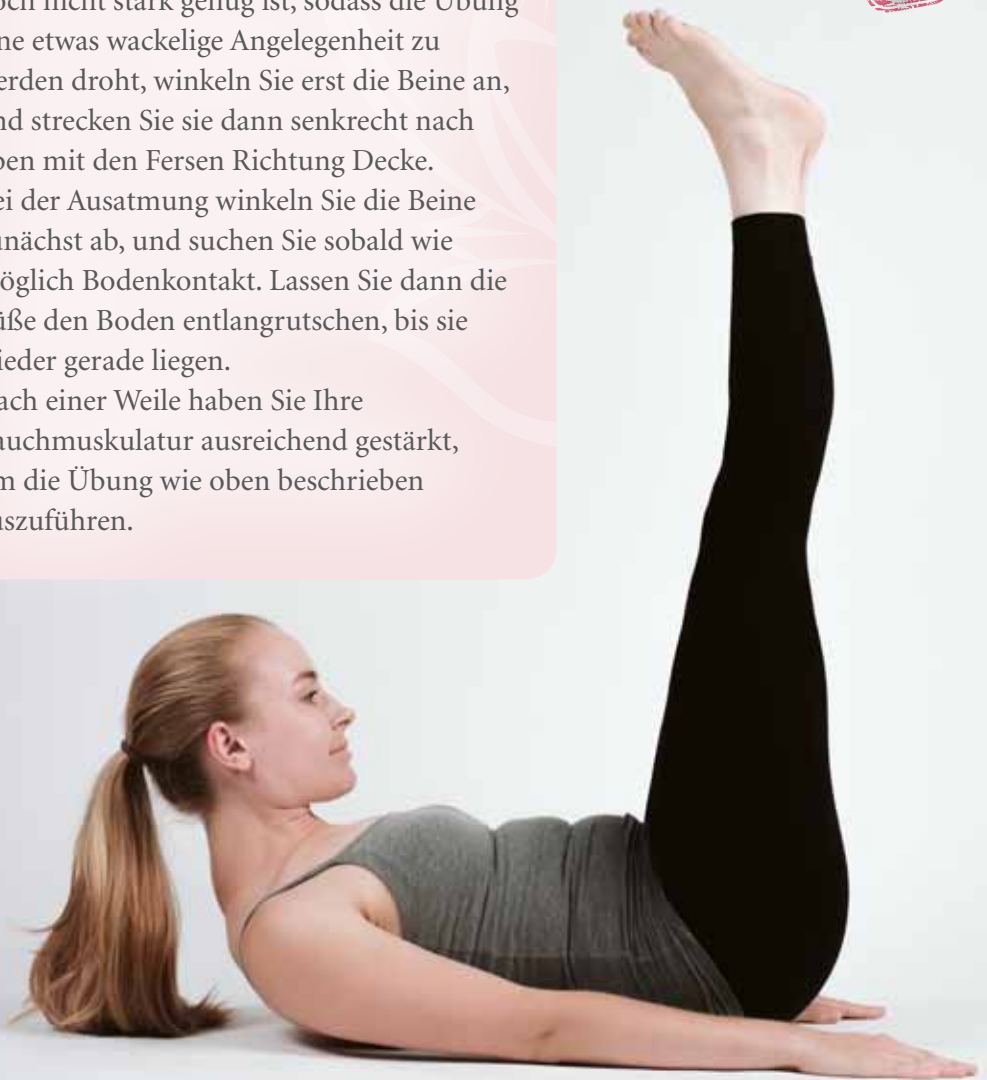 och nicht stark genug ist, sodass die Übung
ne etwas wackelige Angelegenheit zu
erden droht, winkeln Sie erst die Beine an,
nd strecken Sie sie dann senkrecht nach
ben mit den Fersen Richtung Decke.
ei der Ausatmung winkeln Sie die Beine
unächst ab, und suchen Sie sobald wie
öglich Bodenkontakt. Lassen Sie dann die
üße den Boden entlangrutschen, bis sie
ieder gerade liegen.
ach einer Weile haben Sie Ihre
auchmuskulatur ausreichend gestärkt,
m die Übung wie oben beschrieben
uszuführen.